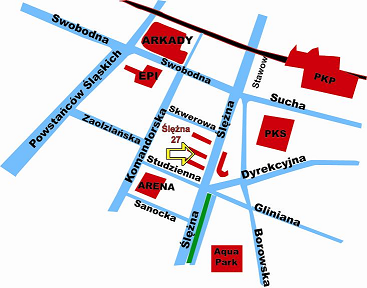 Swobodna
ARKADY
Powstańców Śląskich
EPI
Swobodna
Stawowa
PKP
Sucha
Skwerowa
Ślężna
Zaolziańska
Komandorska
Ślężna
27
PKS
Studzienna
Dyrekcyjna
ARENA
Sanocka
Gliniana
Ślężna
Borowska
Aqua
Park